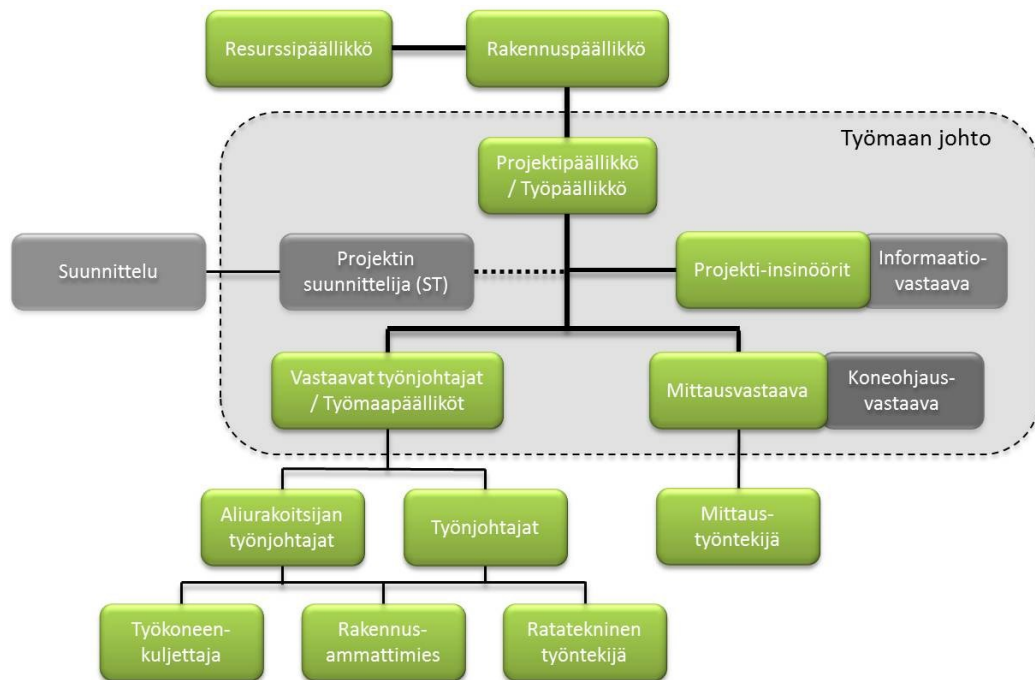 Resurssipäällikkö
Rakennuspäällikkö
Työmaan johto
Projektipäällikkö
/ Työpäällikkö
Suunnittelu
Projektin
suunnittelija (ST)
Projekti-insinöörit
Informaatio-
vastaava
Vastaavat työnjohtajat
/ Työmaapäälliköt
Mittausvastaava
Koneohjaus-
vastaava
Aliurakoitsijan
työnjohtajat
Työnjohtajat
Mittaus-
työntekijä
Työkoneen-
kuljettaja
Rakennus-
ammattimies
Ratatekninen
työntekijä